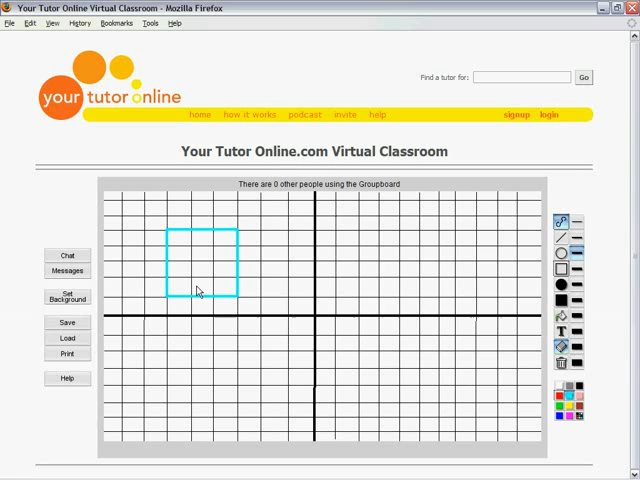 Your Tutor Online Virtual Classroom - Mozilla Firefox
File Edit View History Bookmarks Tools Help
your tutor online
Find a tutor for: Go
home how it works podcast invite help signup login
Your Tutor Online.com Virtual Classroom
There are 0 other people using the Groupboard
Chat
Messages
Set
Background
Save
Load
Print
Help
T